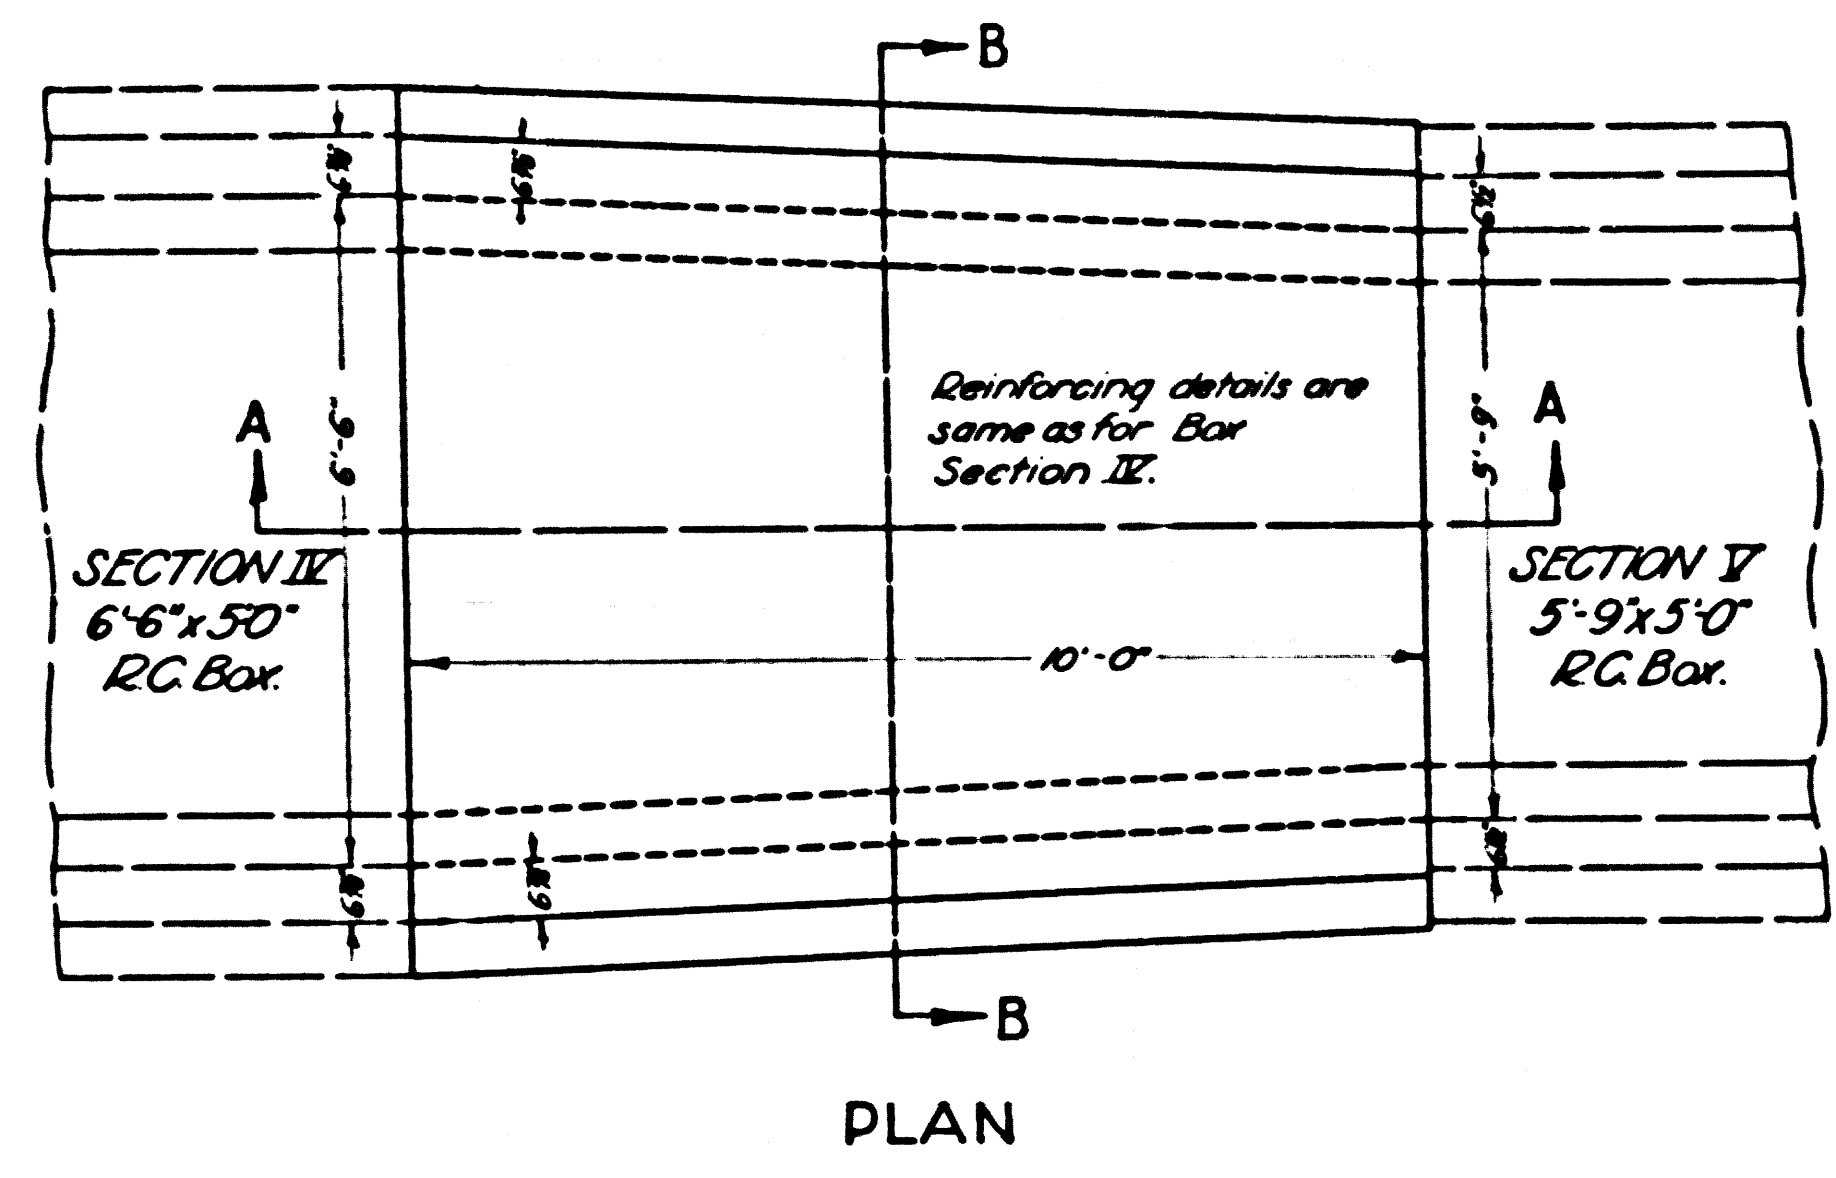 B
A
6'-6"
Reinforcing details are
same as for Box
Section IV.
5'-9"
A
SECTION IV
6'-6"x5'0"
R.C. Box.
10'-0"
SECTION V
5'-9"x5'-0"
R.C. Box.
B
PLAN